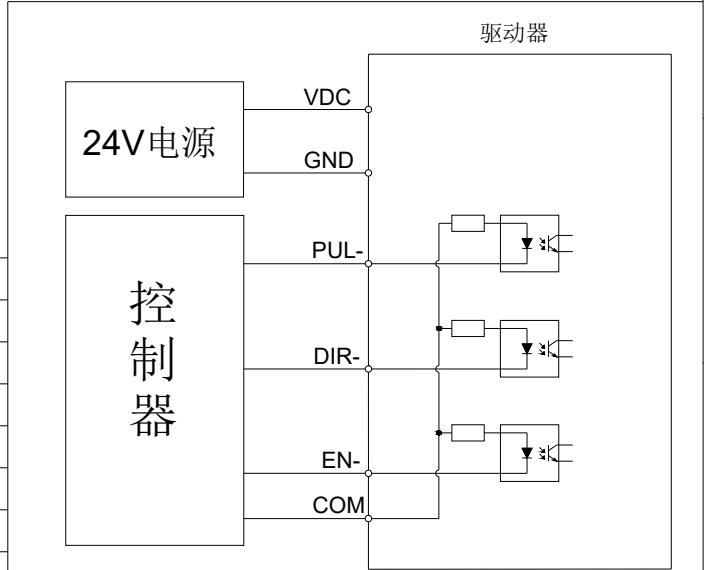 驱动器
VDC
24V电源
GND
PUL-
控制器
DIR-
EN-
COM